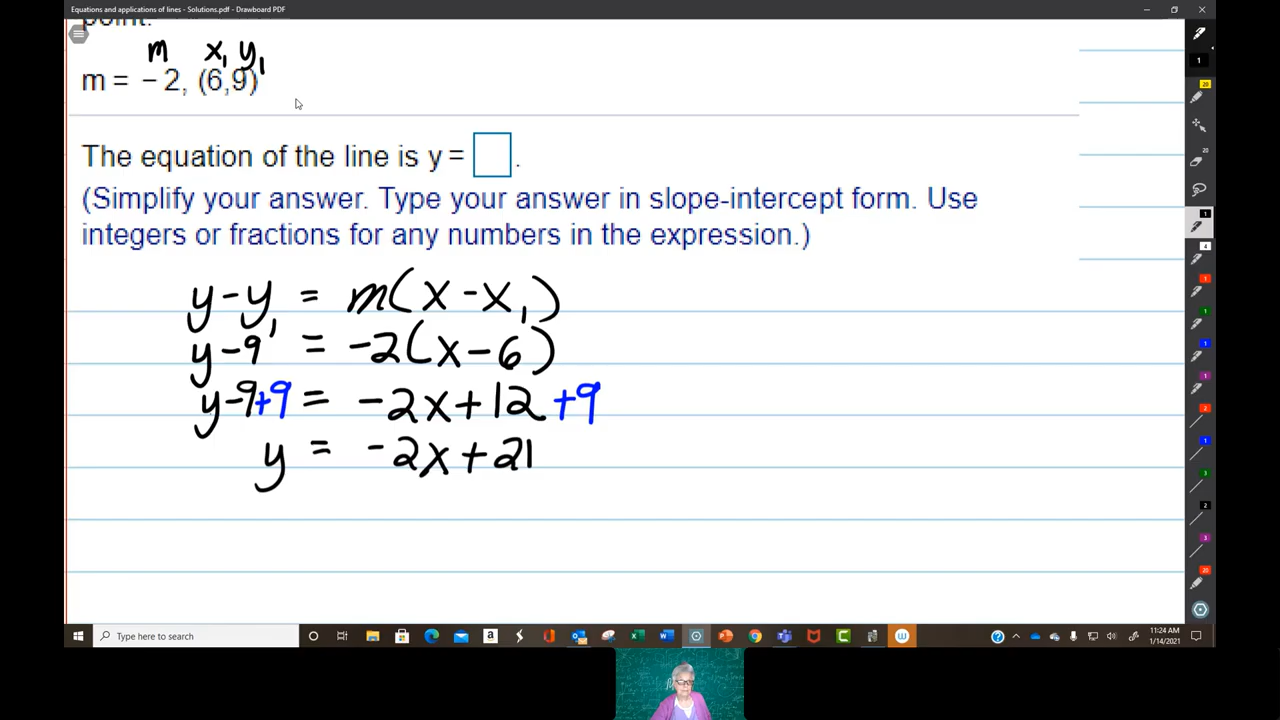 Equations and applications of lines - Solutions.pdf - Drawboard PDF
point.
m x₁ y₁
m = − 2, (6,9)
The equation of the line is y = .
(Simplify your answer. Type your answer in slope-intercept form. Use
integers or fractions for any numbers in the expression.)
y - y₁ = m(x - x₁)
y - 9 = -2(x - 6)
y - 9 + 9 = -2x + 12 + 9
y = -2x + 21
Type here to search
11:24 AM
1/14/2021